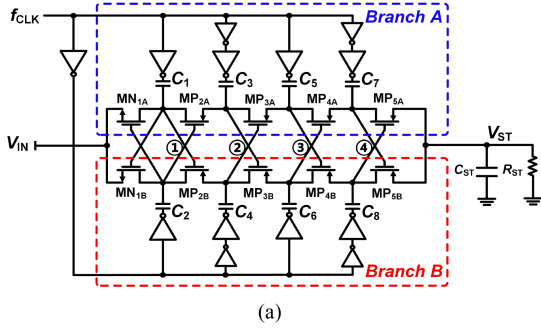 f_CLK
Branch A
C1 C3 C5 C7
MN1A MP2A MP3A MP4A MP5A
VIN ① ② ③ ④ VST
CST RST
MN1B MP2B MP3B MP4B MP5B
C2 C4 C6 C8
Branch B
(a)